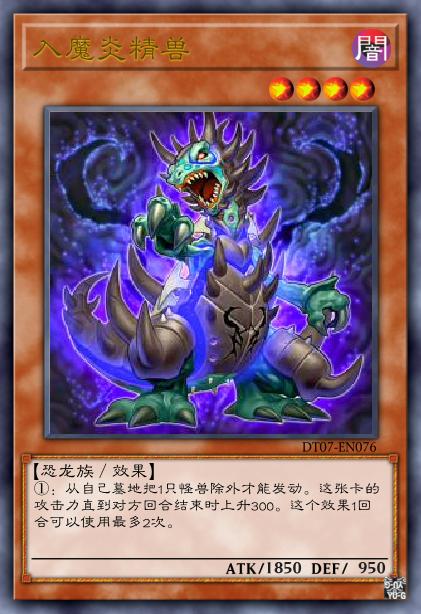 入魔炎精兽
闇
DT07-EN076
【恐龙族/效果】
①：从自己墓地把1只怪兽除外才能发动。这张卡的
攻击力直到对方回合结束时上升300。这个效果1回
合可以使用最多2次。
ATK/1850 DEF/ 950